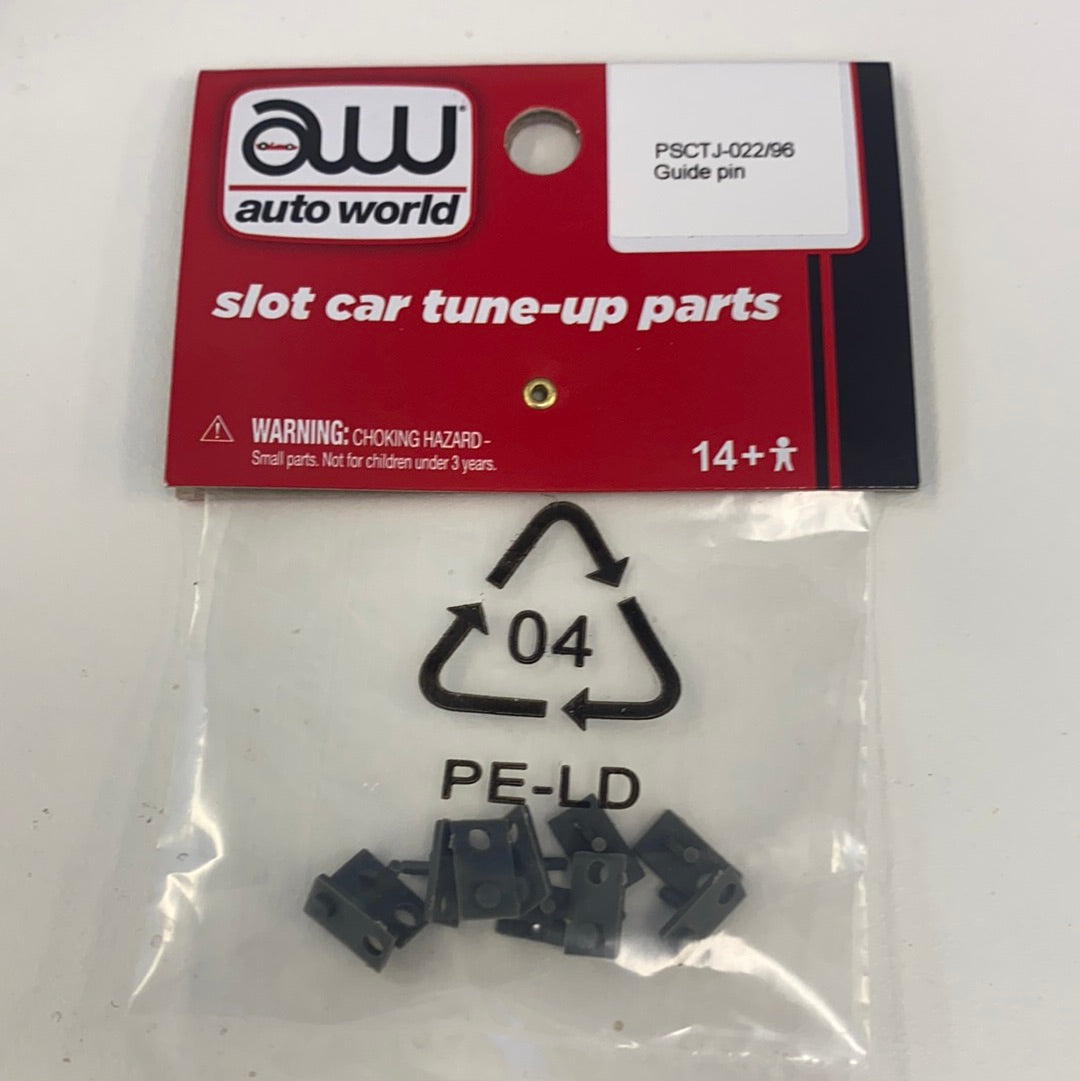 aw®
auto world
PSCTJ-022/96
Guide pin
slot car tune-up parts
WARNING: CHOKING HAZARD-
Small parts. Not for children under 3 years.
14+
04
PE-LD